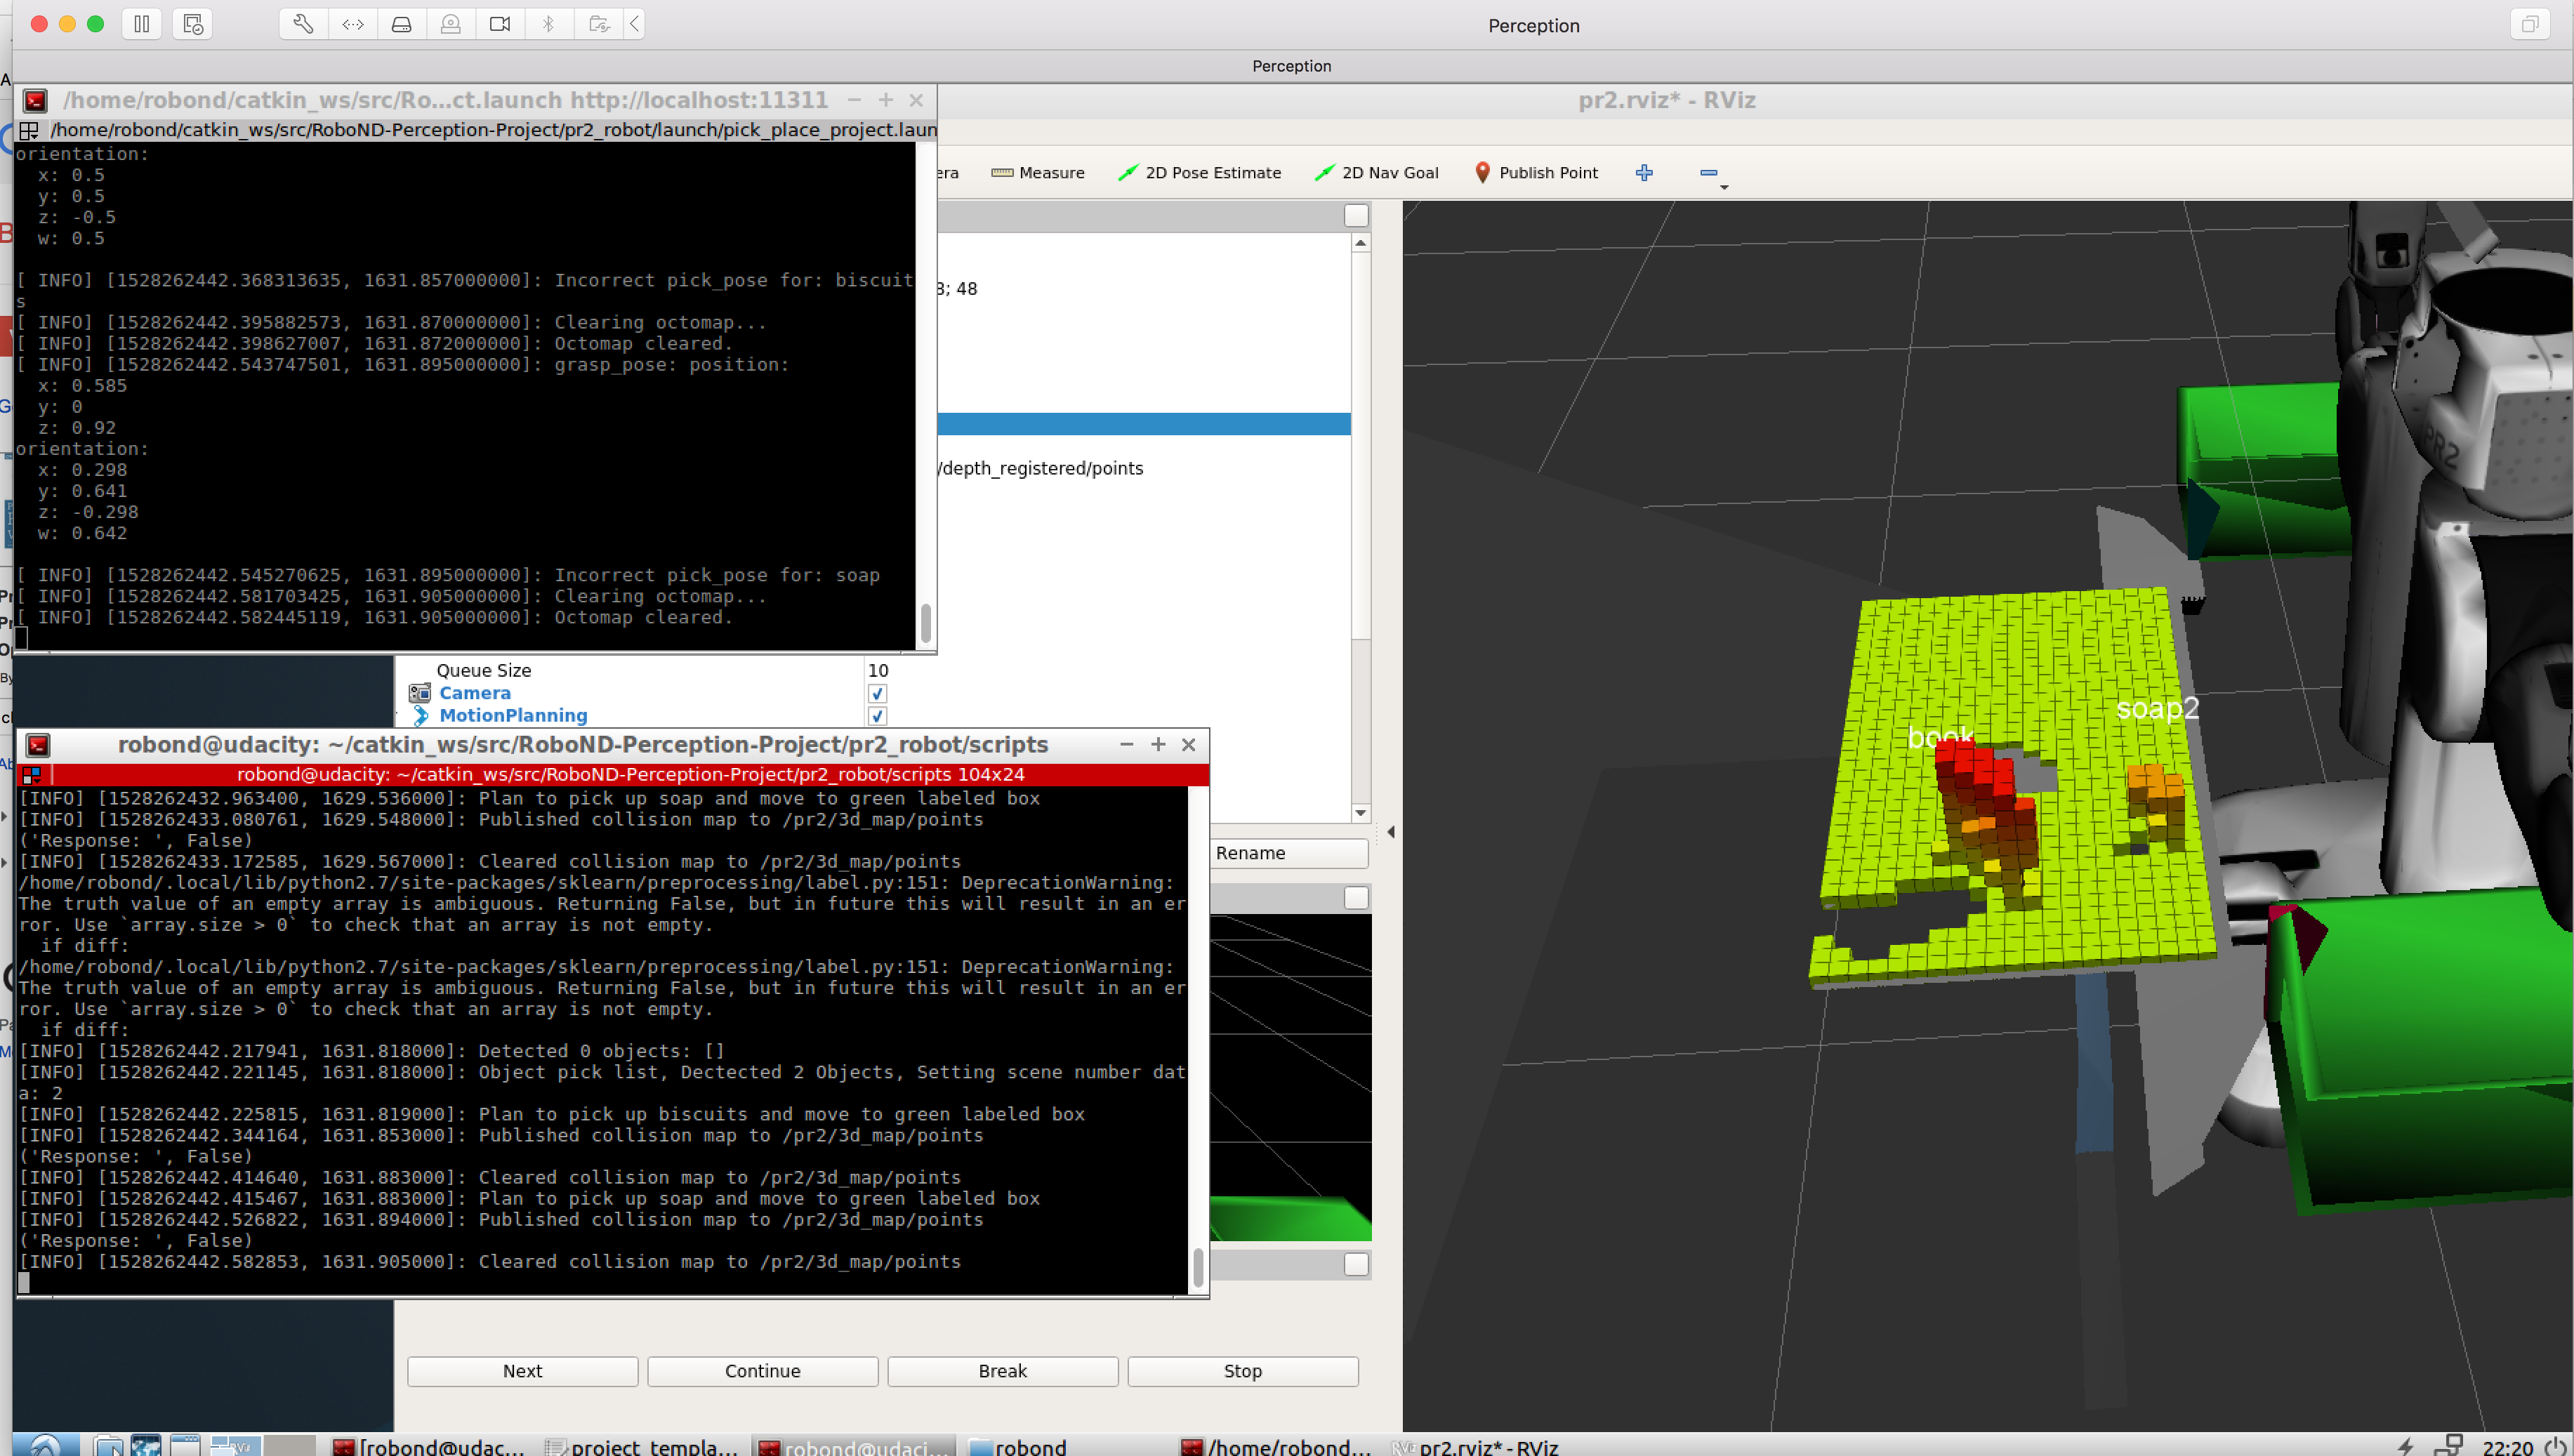 Perception
Perception
/home/robond/catkin_ws/src/Ro...ct.launch http://localhost:11311
/home/robond/catkin_ws/src/RoboND-Perception-Project/pr2_robot/launch/pick_place_project.laun
orientation:
x: 0.5
y: 0.5
z: -0.5
w: 0.5
[ INFO] [1528262442.368313635, 1631.857000000]: Incorrect pick_pose for: biscuit
s
[ INFO] [1528262442.395882573, 1631.870000000]: Clearing octomap...
[ INFO] [1528262442.398627007, 1631.872000000]: Octomap cleared.
[ INFO] [1528262442.543747501, 1631.895000000]: grasp_pose: position:
x: 0.585
y: 0
z: 0.92
orientation:
x: 0.298
y: 0.641
z: -0.298
w: 0.642
[ INFO] [1528262442.545270625, 1631.895000000]: Incorrect pick_pose for: soap
[ INFO] [1528262442.581703425, 1631.905000000]: Clearing octomap...
[ INFO] [1528262442.582445119, 1631.905000000]: Octomap cleared.
pr2.rviz* - RViz
era
Measure
2D Pose Estimate
2D Nav Goal
Publish Point
; 48
/depth_registered/points
Queue Size 10
Camera
MotionPlanning
robond@udacity: ~/catkin_ws/src/RoboND-Perception-Project/pr2_robot/scripts
robond@udacity: ~/catkin_ws/src/RoboND-Perception-Project/pr2_robot/scripts 104x24
[INFO] [1528262432.963400, 1629.536000]: Plan to pick up soap and move to green labeled box
[INFO] [1528262433.080761, 1629.548000]: Published collision map to /pr2/3d_map/points
('Response: ', False)
[INFO] [1528262433.172585, 1629.567000]: Cleared collision map to /pr2/3d_map/points
/home/robond/.local/lib/python2.7/site-packages/sklearn/preprocessing/label.py:151: DeprecationWarning:
The truth value of an empty array is ambiguous. Returning False, but in future this will result in an er
ror. Use `array.size > 0` to check that an array is not empty.
if diff:
/home/robond/.local/lib/python2.7/site-packages/sklearn/preprocessing/label.py:151: DeprecationWarning:
The truth value of an empty array is ambiguous. Returning False, but in future this will result in an er
ror. Use `array.size > 0` to check that an array is not empty.
if diff:
[INFO] [1528262442.217941, 1631.818000]: Detected 0 objects: []
[INFO] [1528262442.221145, 1631.818000]: Object pick list, Dectected 2 Objects, Setting scene number dat
a: 2
[INFO] [1528262442.225815, 1631.819000]: Plan to pick up biscuits and move to green labeled box
[INFO] [1528262442.344164, 1631.853000]: Published collision map to /pr2/3d_map/points
('Response: ', False)
[INFO] [1528262442.414640, 1631.883000]: Cleared collision map to /pr2/3d_map/points
[INFO] [1528262442.415467, 1631.883000]: Plan to pick up soap and move to green labeled box
[INFO] [1528262442.526822, 1631.894000]: Published collision map to /pr2/3d_map/points
('Response: ', False)
[INFO] [1528262442.582853, 1631.905000]: Cleared collision map to /pr2/3d_map/points
Rename
book
soap2
PR2
Next
Continue
Break
Stop
[robond@udac...
project_templa...
robond@udaci...
robond
/home/robond...
pr2.rviz* - RViz
22:20